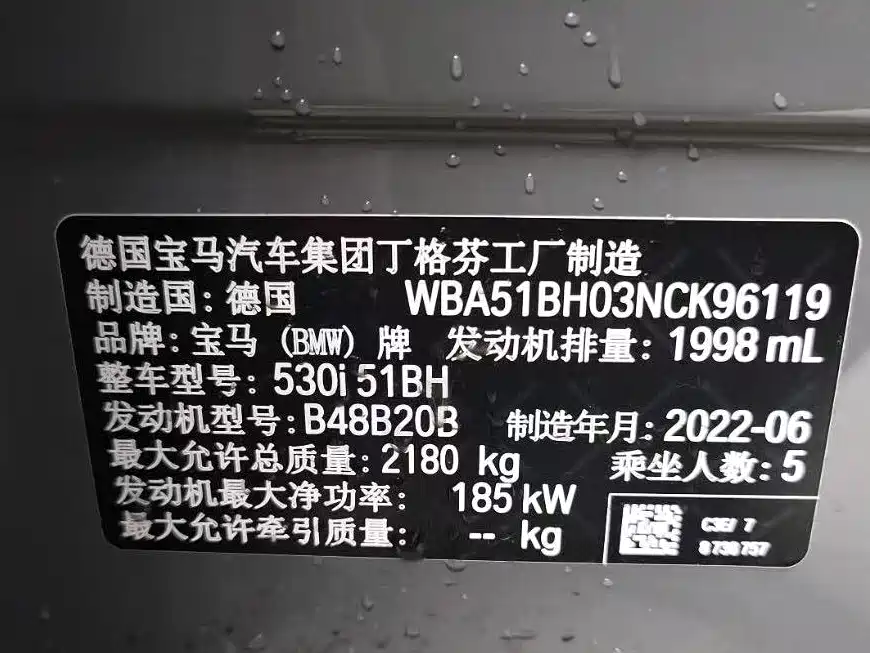 德国宝马汽车集团丁格芬工厂制造
制造国:德国 WBA51BH03NCK96119
品牌:宝马 (BMW) 牌 发动机排量:1998 mL
整车型号:530i 51BH
发动机型号:B48B20B 制造年月:2022-06
最大允许总质量:2180 kg 乘坐人数:5
发动机最大净功率: 185 kW
最大允许牵引质量: -- kg
7
8738757